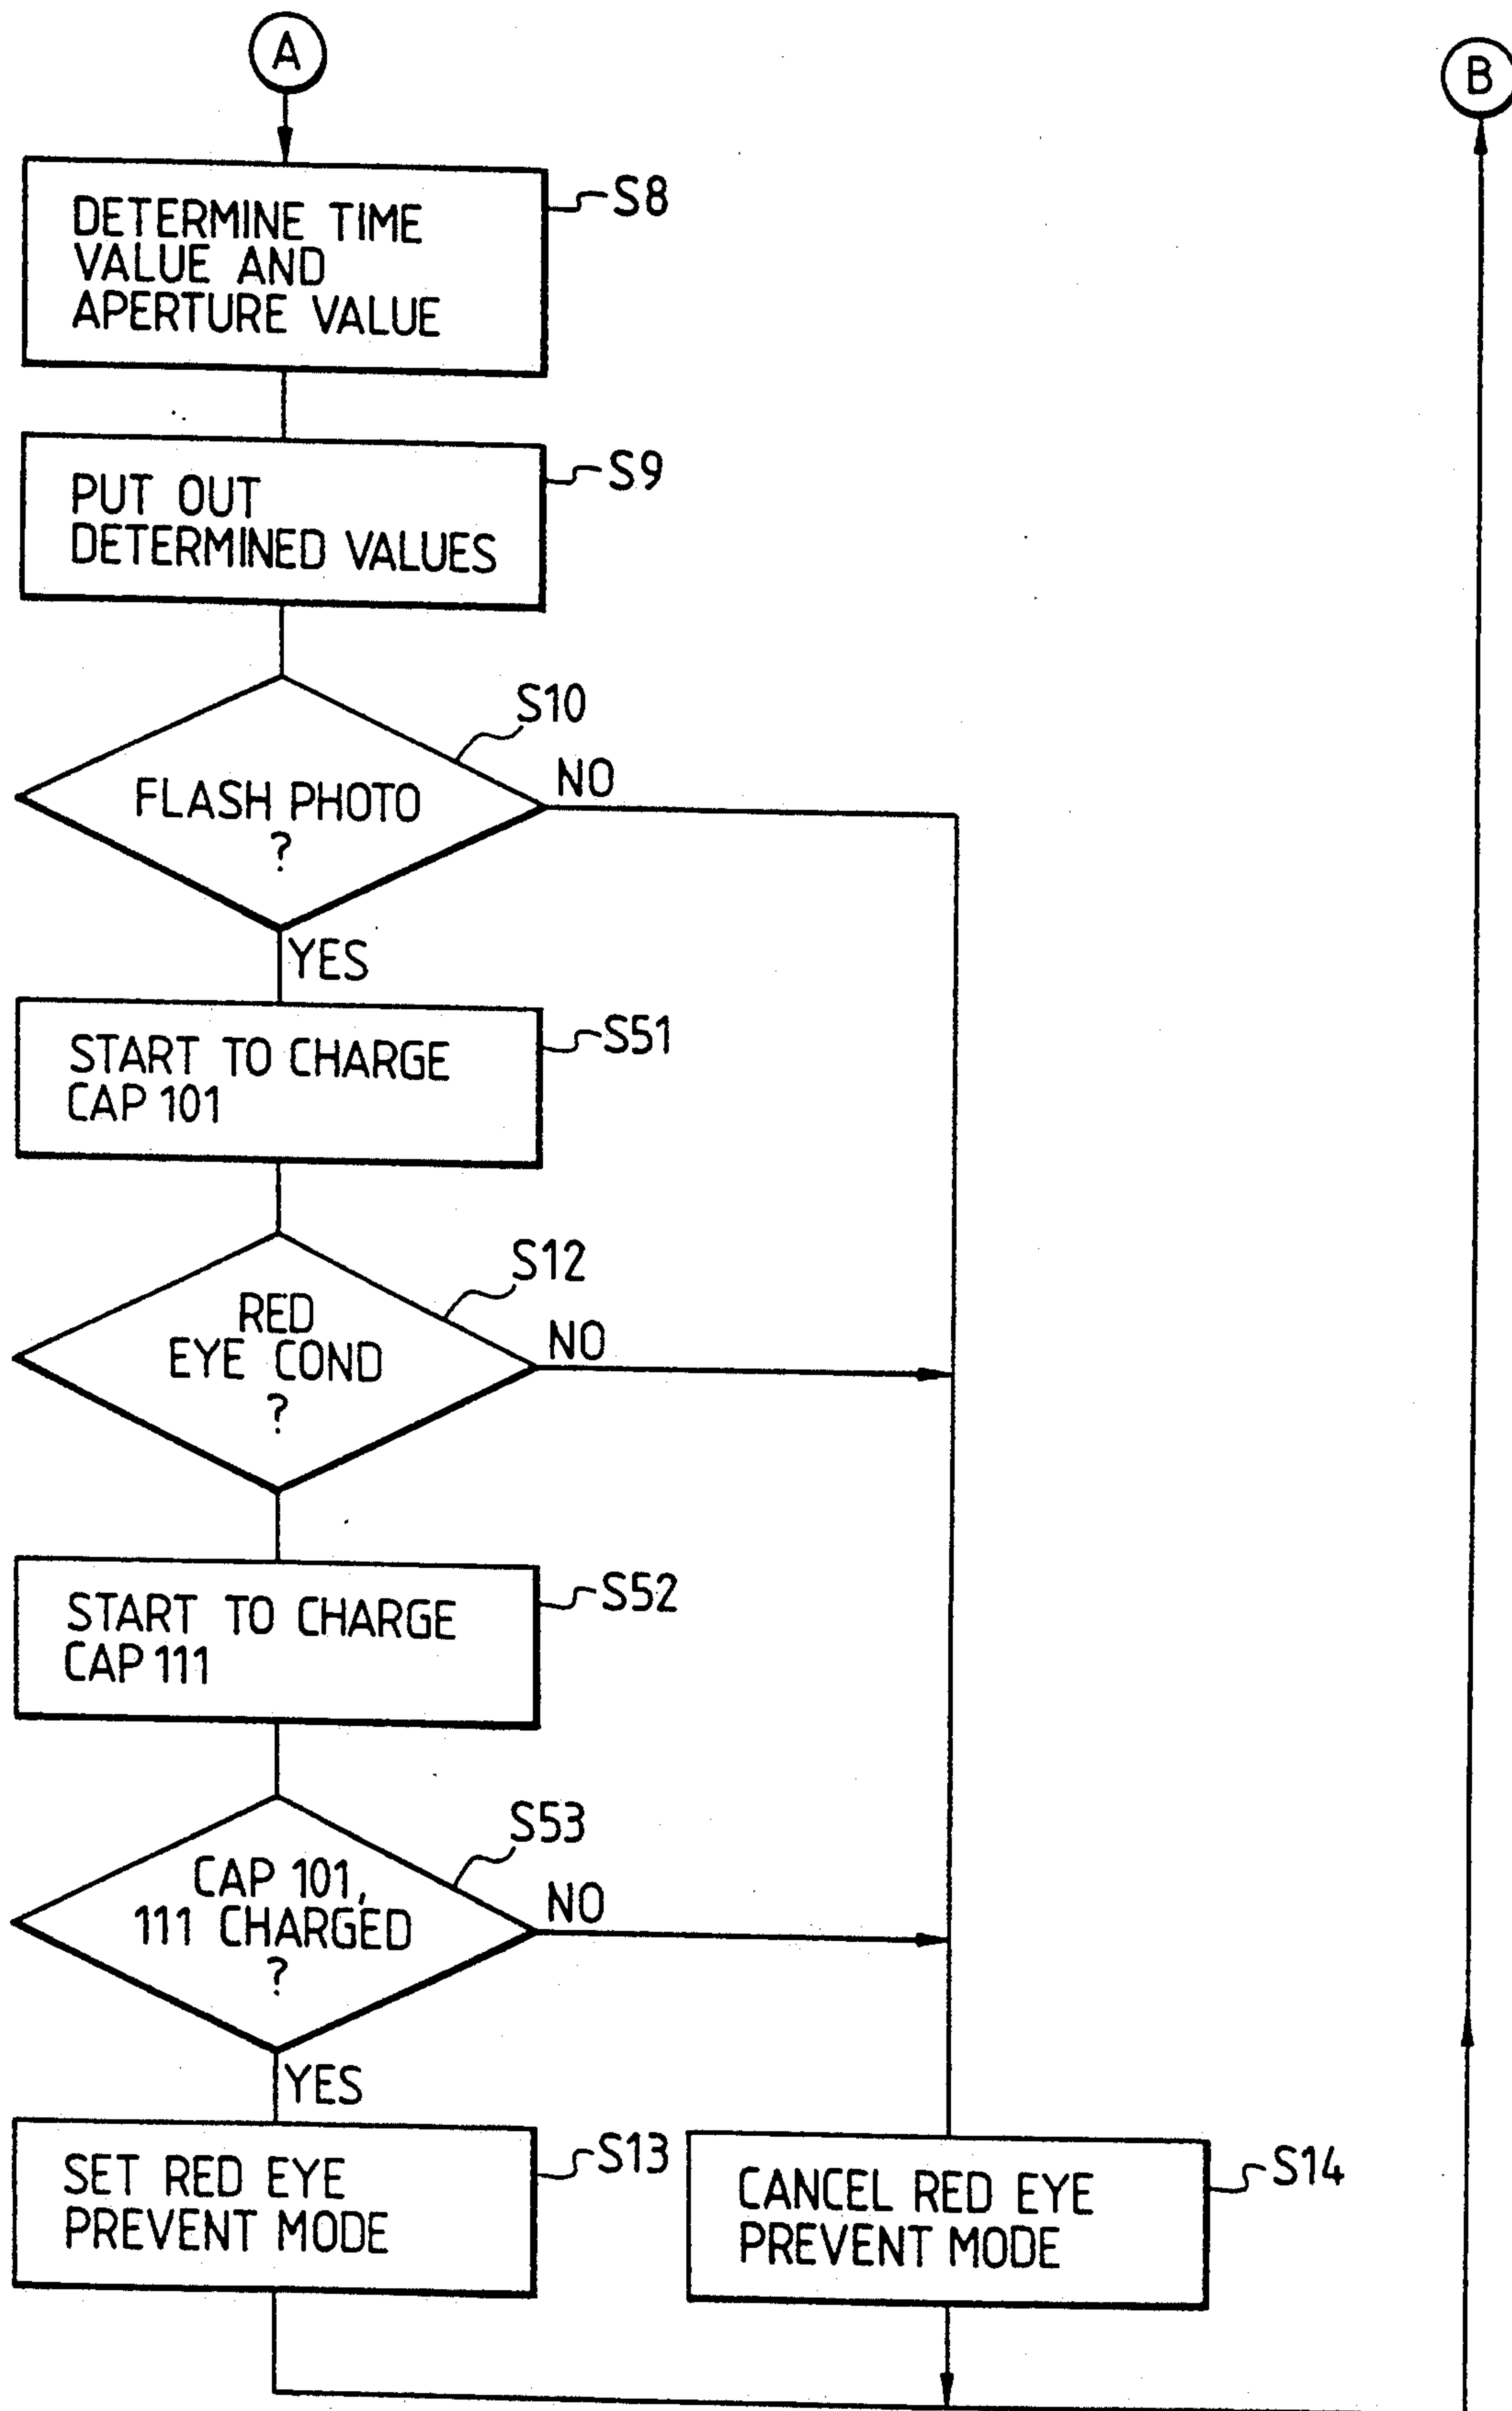 A
B
DETERMINE TIME
VALUE AND
APERTURE VALUE
S8
PUT OUT
DETERMINED VALUES
S9
S10
FLASH PHOTO
?
NO
YES
START TO CHARGE
CAP 101
S51
S12
RED
EYE COND
?
NO
START TO CHARGE
CAP 111
S52
S53
CAP 101,
111 CHARGED
?
NO
YES
SET RED EYE
PREVENT MODE
S13
CANCEL RED EYE
PREVENT MODE
S14